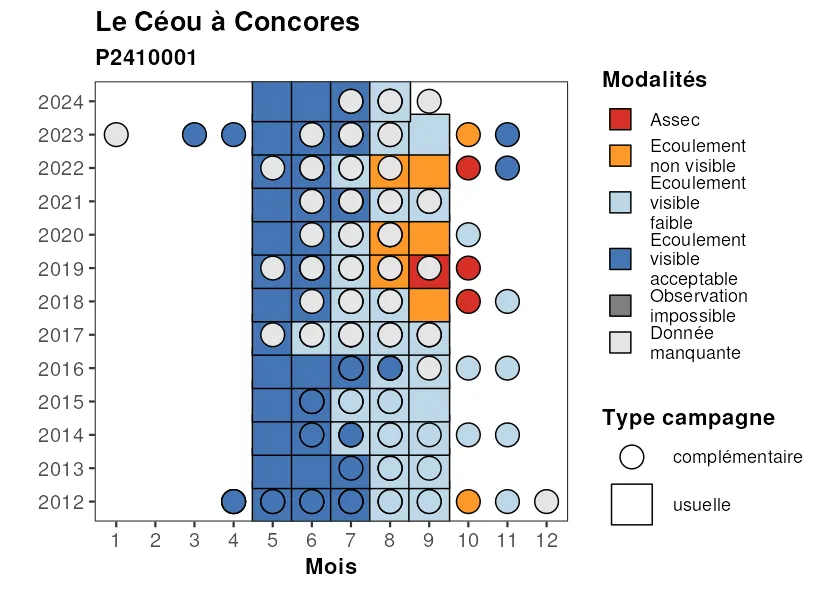 Le Céou à Concores
P2410001
2024
2023
2022
2021
2020
2019
2018
2017
2016
2015
2014
2013
2012
1 2 3 4 5 6 7 8 9 10 11 12
Mois
Modalités
Assec
Ecoulement
non visible
Ecoulement
visible
faible
Ecoulement
visible
acceptable
Observation
impossible
Donnée
manquante
Type campagne
complémentaire
usuelle